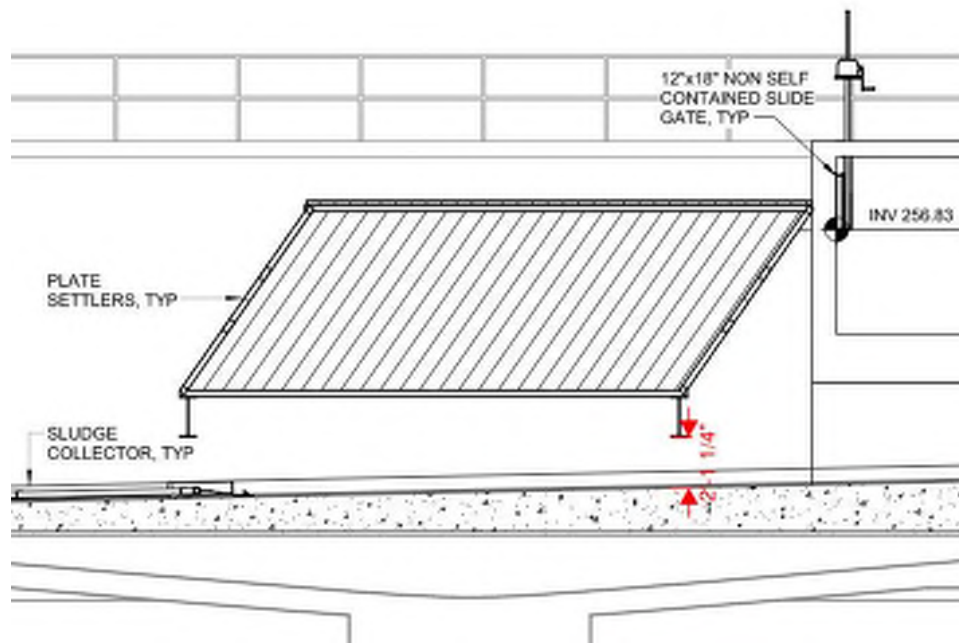 12"x18" NON SELF
CONTAINED SLIDE
GATE, TYP
INV 256.83
PLATE
SETTLERS, TYP
SLUDGE
COLLECTOR, TYP
2'-1 1/4"